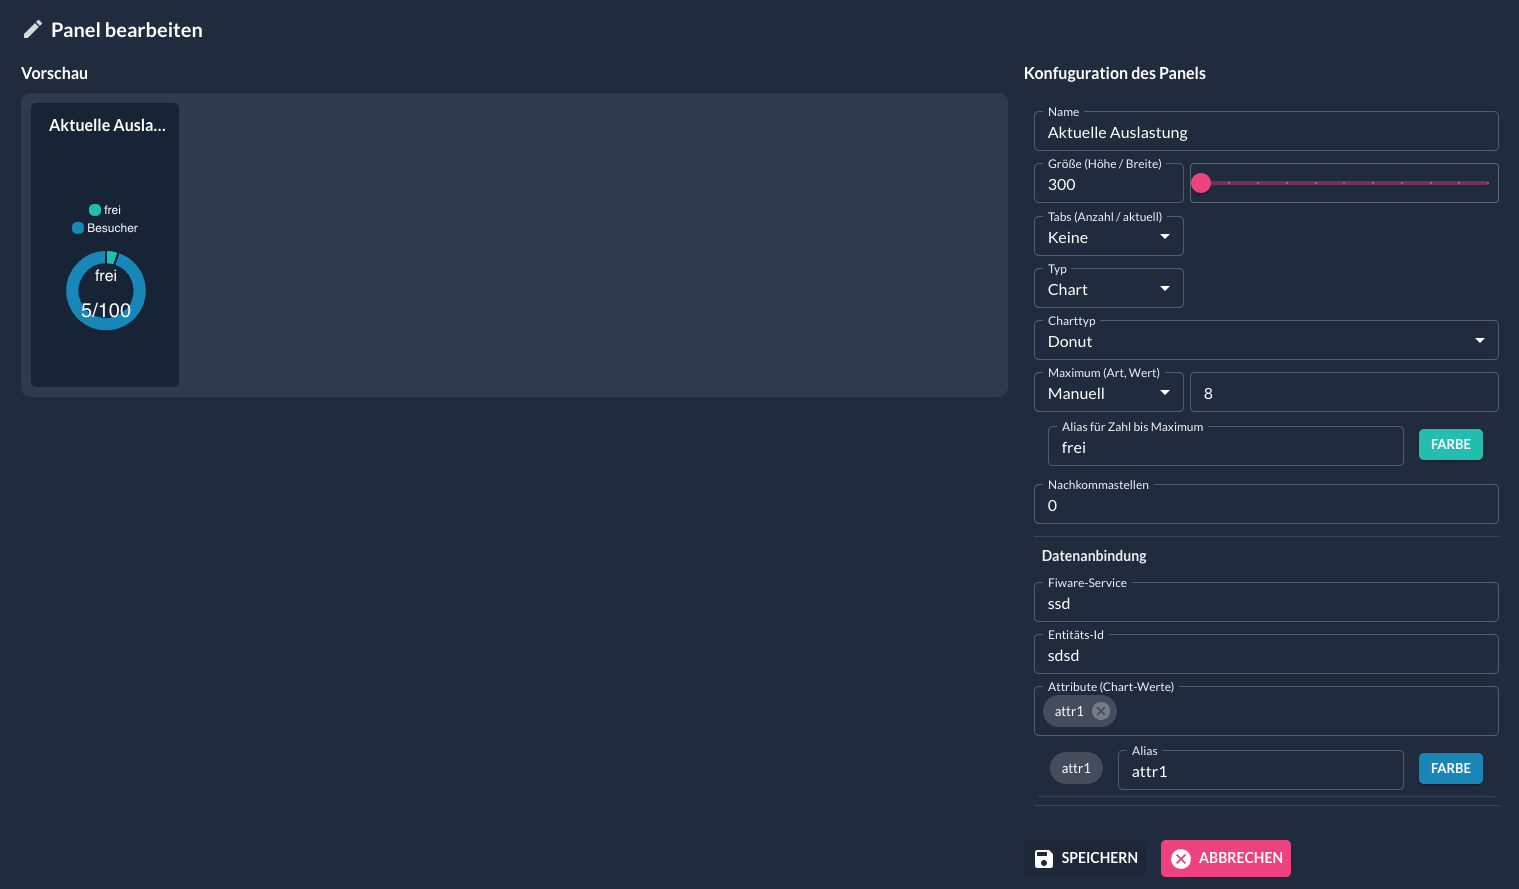 Panel bearbeiten
Vorschau
Aktuelle Ausla...
frei
Besucher
frei
5/100
Konfuguration des Panels
Name
Aktuelle Auslastung
Größe (Höhe / Breite)
300
Tabs (Anzahl / aktuell)
Keine
Typ
Chart
Charttyp
Donut
Maximum (Art, Wert)
Manuell
8
Alias für Zahl bis Maximum
frei
FARBE
Nachkommastellen
0
Datenanbindung
Fiware-Service
ssd
Entitäts-Id
sdsd
Attribute (Chart-Werte)
attr1
attr1
Alias
attr1
FARBE
SPEICHERN
ABBRECHEN